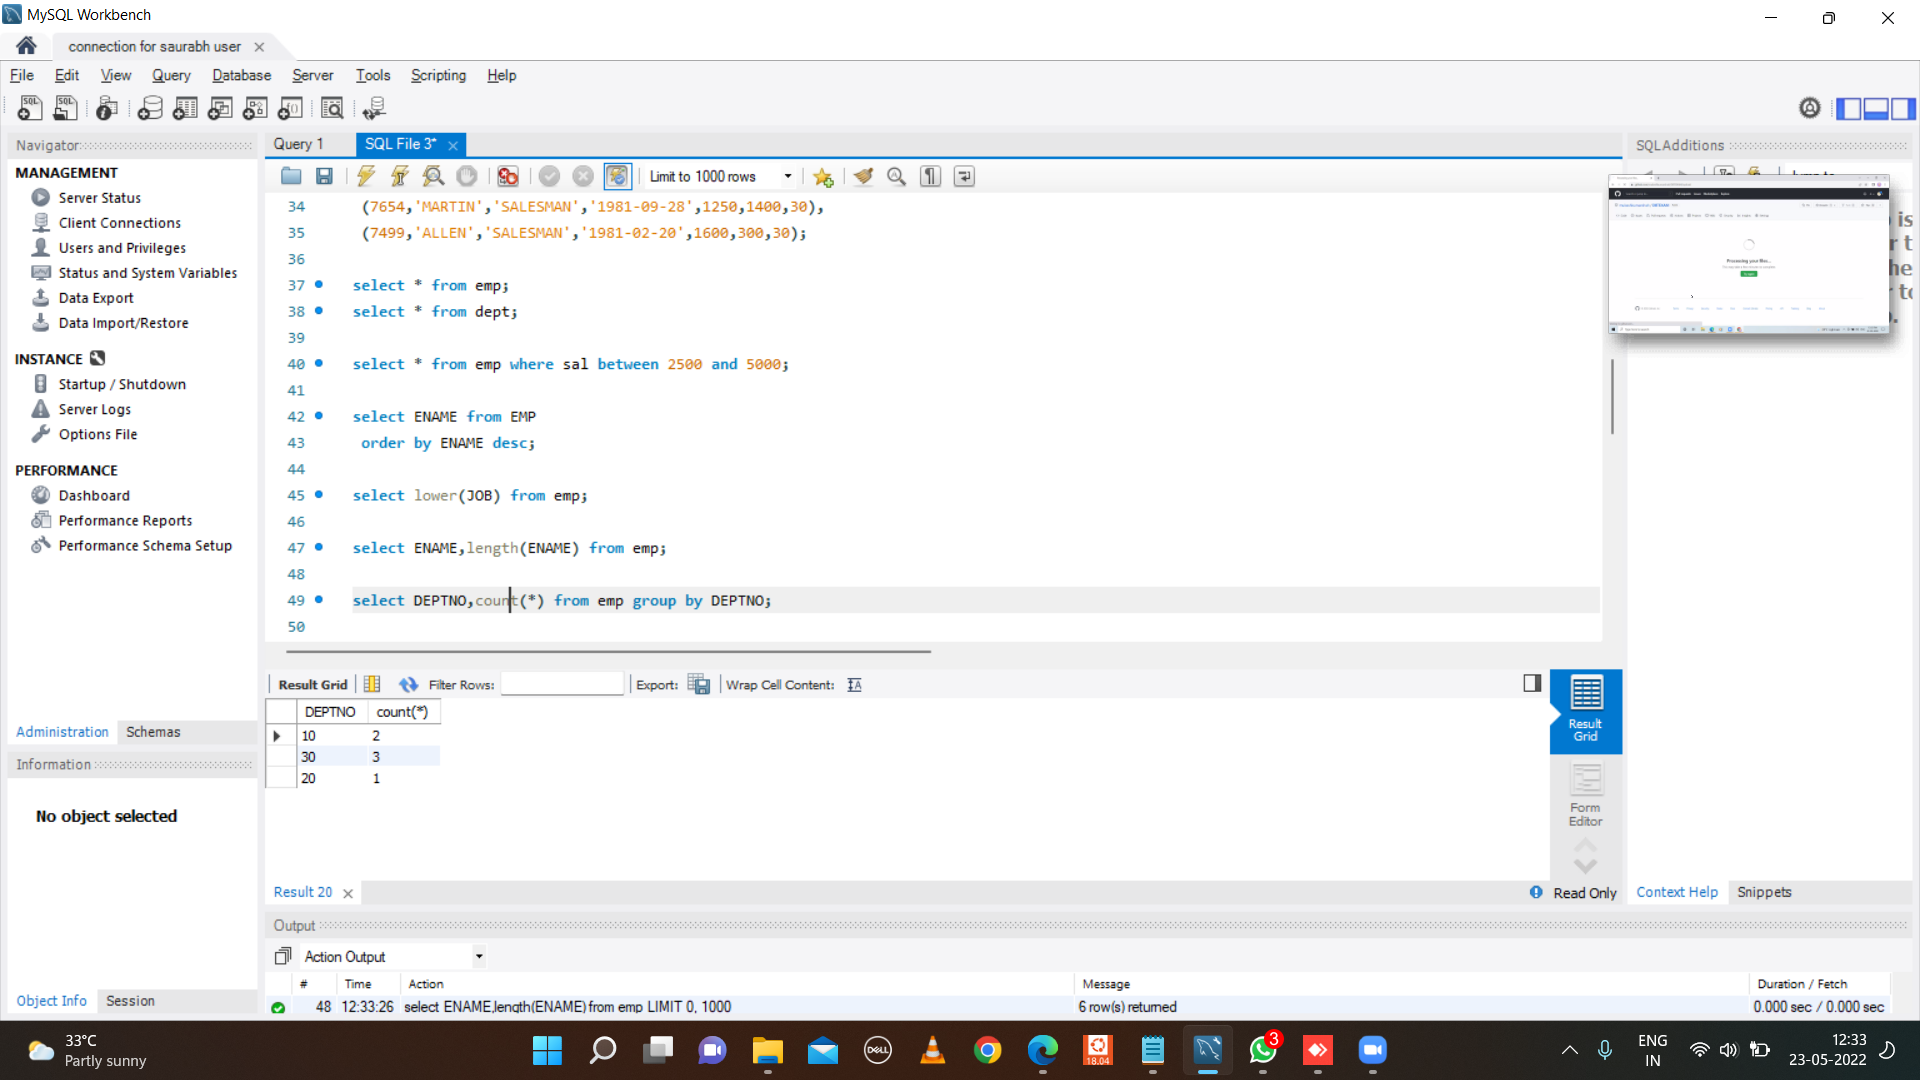 MySQL Workbench
connection for saurabh user
File Edit View Query Database Server Tools Scripting Help
Navigator
MANAGEMENT
Server Status
Client Connections
Users and Privileges
Status and System Variables
Data Export
Data Import/Restore
INSTANCE
Startup / Shutdown
Server Logs
Options File
PERFORMANCE
Dashboard
Performance Reports
Performance Schema Setup
Administration Schemas
Information
No object selected
Object Info Session
Query 1 SQL File 3*
Limit to 1000 rows
34 (7654,'MARTIN','SALESMAN','1981-09-28',1250,1400,30),
35 (7499,'ALLEN','SALESMAN','1981-02-20',1600,300,30);
36
37 select * from emp;
38 select * from dept;
39
40 select * from emp where sal between 2500 and 5000;
41
42 select ENAME from EMP
43 order by ENAME desc;
44
45 select lower(JOB) from emp;
46
47 select ENAME,length(ENAME) from emp;
48
49 select DEPTNO,count(*) from emp group by DEPTNO;
50
Result Grid Filter Rows: Export: Wrap Cell Content:
DEPTNO count(*)
10 2
30 3
20 1
Result Grid
Form Editor
Result 20
Read Only
SQLAdditions
Processing your files...
Context Help Snippets
Output
Action Output
# Time Action Message Duration / Fetch
48 12:33:26 select ENAME,length(ENAME) from emp LIMIT 0, 1000 6 row(s) returned 0.000 sec / 0.000 sec
33°C
Partly sunny
DELL
18.04
3
ENG
IN
12:33
23-05-2022